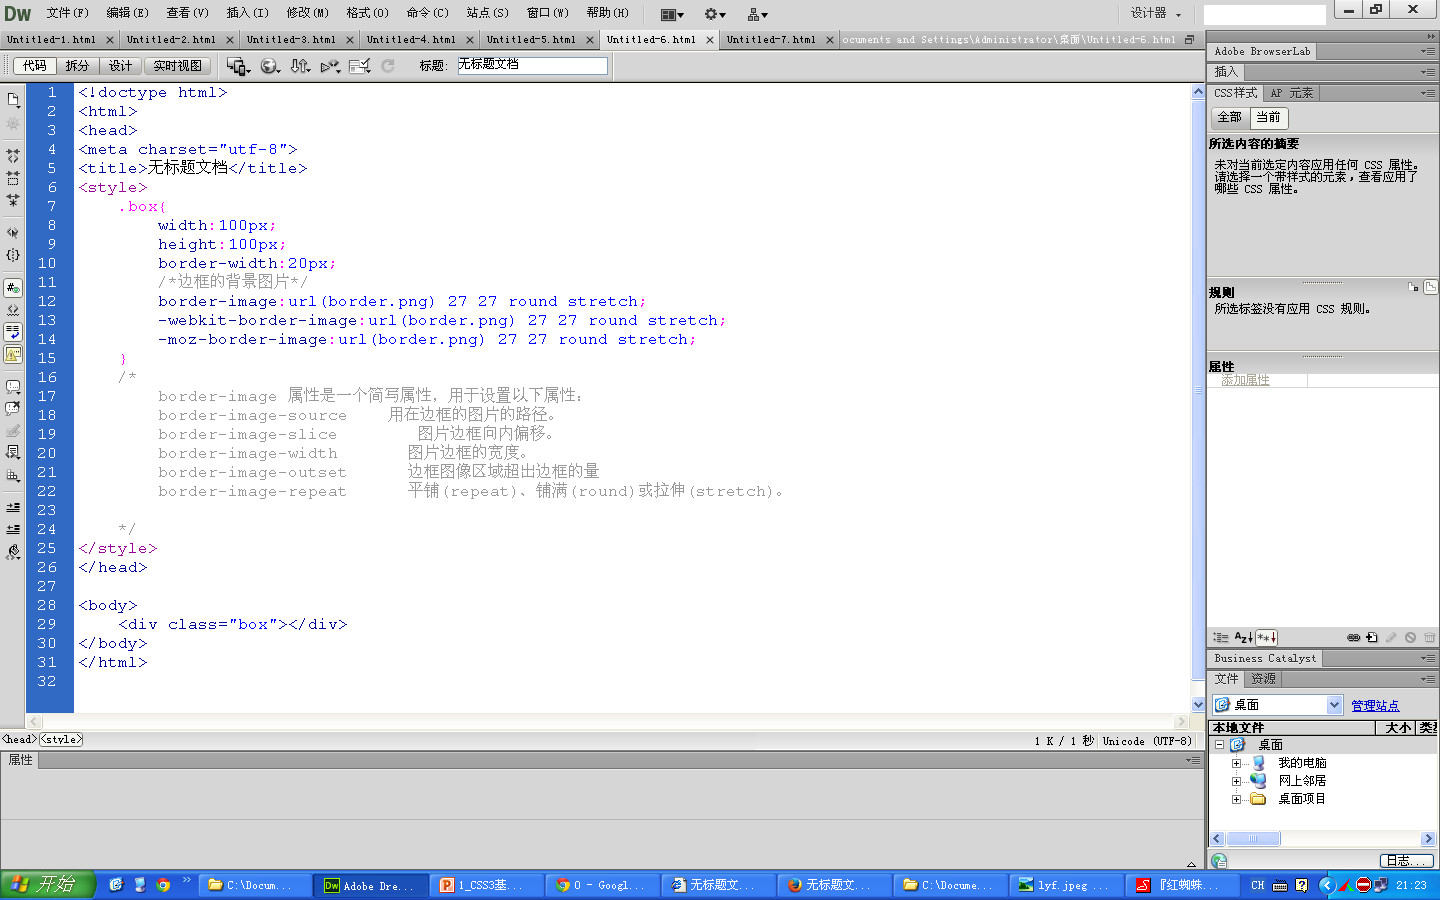 Dw 文件(F) 编辑(E) 查看(V) 插入(I) 修改(M) 格式(O) 命令(C) 站点(S) 窗口(W) 帮助(H) 设计器
Untitled-1.html Untitled-2.html Untitled-3.html Untitled-4.html Untitled-5.html Untitled-6.html Untitled-7.html ocuments and Settings\Administrator\桌面\Untitled-6.html
代码 拆分 设计 实时视图 标题: 无标题文档
1 <!doctype html>
2 <html>
3 <head>
4 <meta charset="utf-8">
5 <title>无标题文档</title>
6 <style>
7 .box{
8 width:100px;
9 height:100px;
10 border-width:20px;
11 /*边框的背景图片*/
12 border-image:url(border.png) 27 27 round stretch;
13 -webkit-border-image:url(border.png) 27 27 round stretch;
14 -moz-border-image:url(border.png) 27 27 round stretch;
15 }
16 /*
17 border-image 属性是一个简写属性，用于设置以下属性：
18 border-image-source 用在边框的图片的路径。
19 border-image-slice 图片边框向内偏移。
20 border-image-width 图片边框的宽度。
21 border-image-outset 边框图像区域超出边框的量
22 border-image-repeat 平铺(repeat)、铺满(round)或拉伸(stretch)。
23
24 */
25 </style>
26 </head>
27
28 <body>
29 <div class="box"></div>
30 </body>
31 </html>
32
<head> <style>
1 K / 1 秒 Unicode (UTF-8)
属性
Adobe BrowserLab
插入
CSS样式 AP 元素
全部 当前
所选内容的摘要
未对当前选定内容应用任何 CSS 属性。
请选择一个带样式的元素，查看应用了
哪些 CSS 属性。
规则
所选标签没有应用 CSS 规则。
属性
添加属性
Az↓ **↓
Business Catalyst
文件 资源
桌面 管理站点
本地文件 大小
桌面
我的电脑
网上邻居
桌面项目
日志...
开始 C:\Docum... Adobe Dre... 1_CSS3基... 0 - Googl... 无标题文... 无标题文... C:\Docume... lyf.jpeg ... 『红蜘蛛... CH 21:23